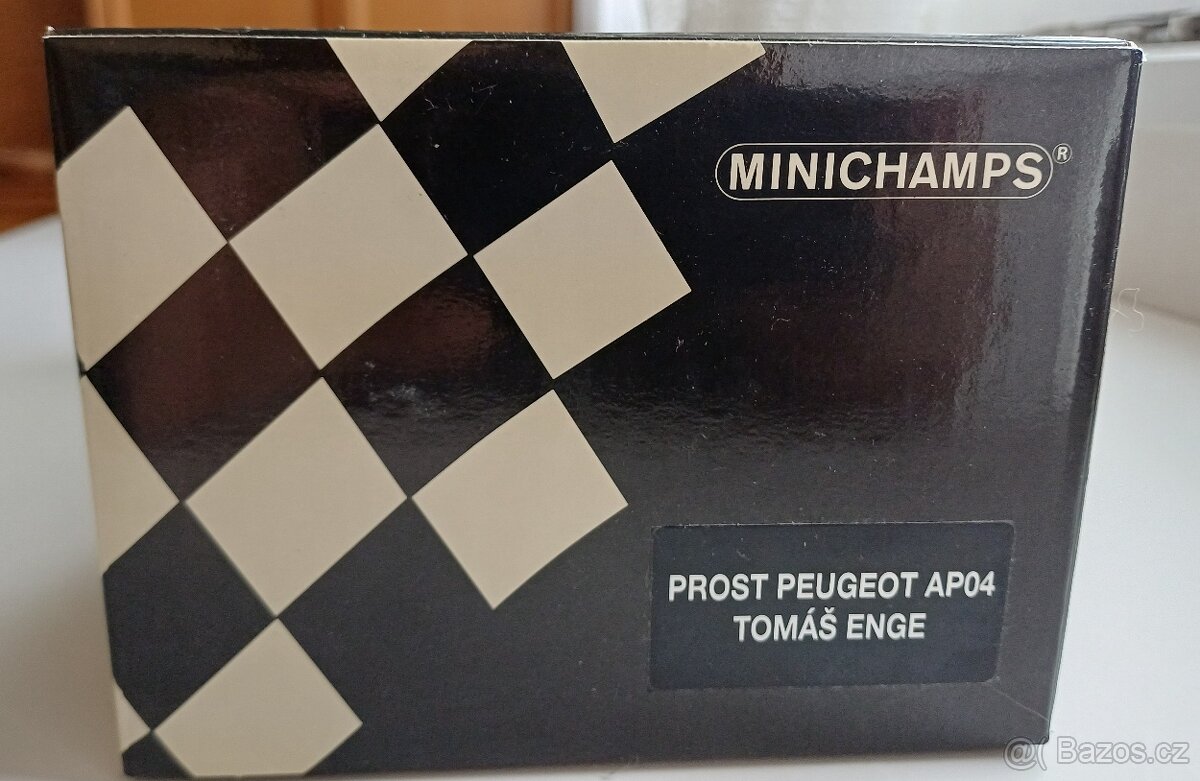 MINICHAMPS®
PROST PEUGEOT AP04
TOMÁŠ ENGE
@( Bazos.cz